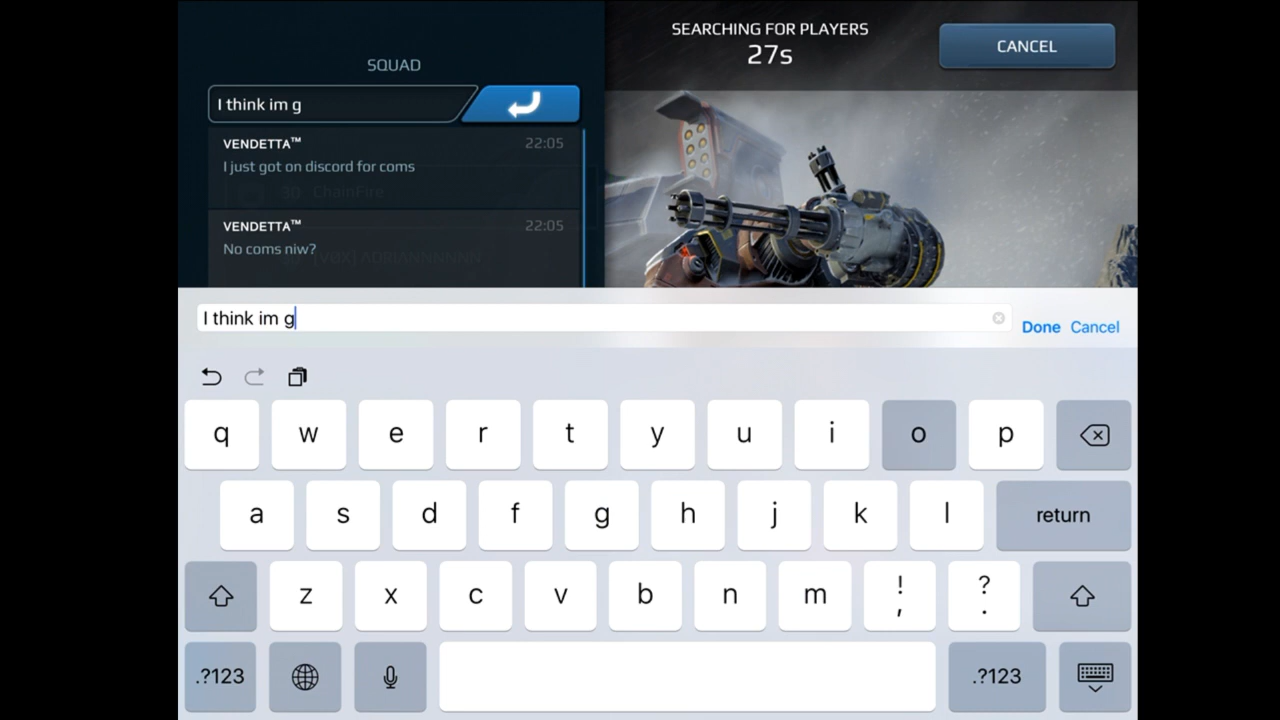 SEARCHING FOR PLAYERS
27s
CANCEL
SQUAD
I think im g
VENDETTA™ 22:05
I just got on discord for coms
ChainFire
VENDETTA™ 22:05
No coms niw?
I think im g
Done Cancel
q w e r t y u i o p
a s d f g h j k l return
z x c v b n m ! , ? .
.?123 .?123